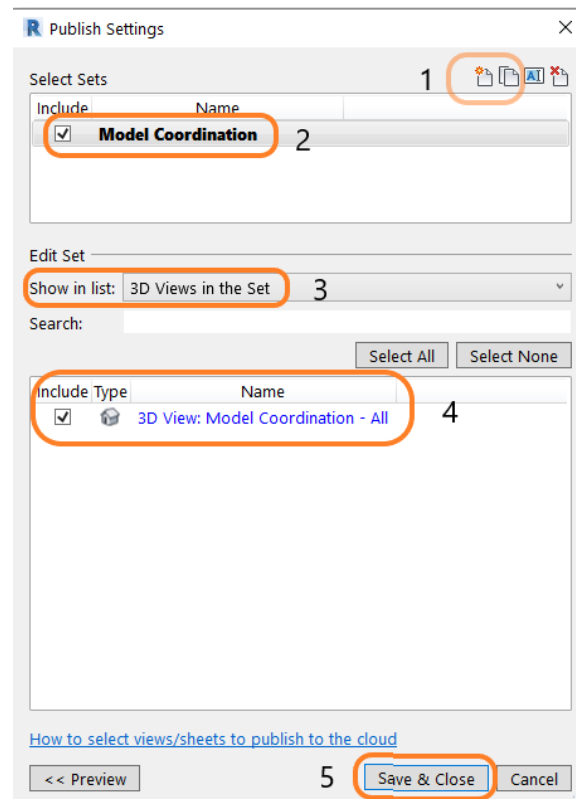 R Publish Settings
Select Sets 1 AI
Include Name
Model Coordination 2
Edit Set
Show in list: 3D Views in the Set 3
Search:
Select All Select None
Include Type Name
3D View: Model Coordination - All 4
How to select views/sheets to publish to the cloud
<< Preview 5 Save & Close Cancel